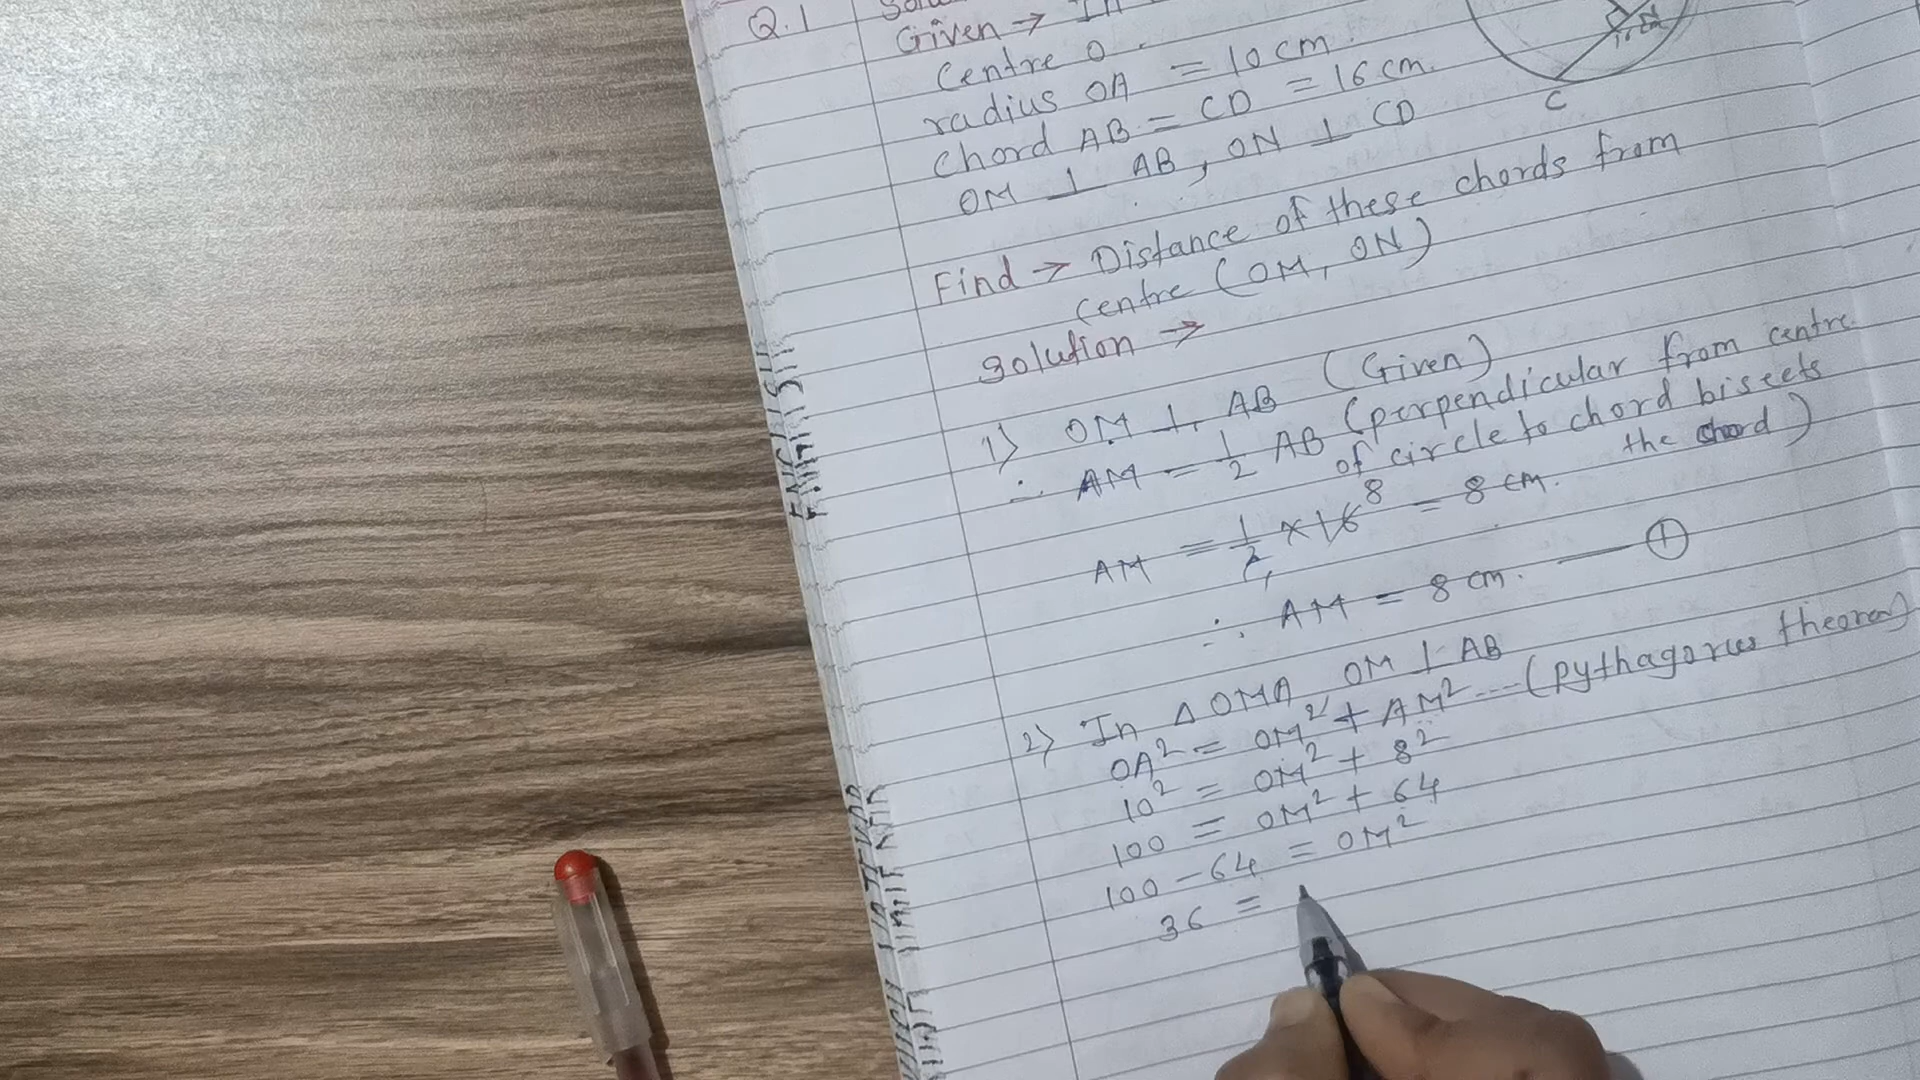 Q.1
Given →
Centre O.
radius OA = 10 cm.
chord AB = CD = 16 cm.
OM ⊥ AB, ON ⊥ CD
C
Find → Distance of these chords from
centre (OM, ON)
Solution →
1) OM ⊥ AB (Given)
∴ AM = 1/2 AB (perpendicular from centre
of circle to chord bisects
the chord)
AM = 1/2 × 16 8 = 8 cm.
∴ AM = 8 cm. — ①
2) In △ OMA OM ⊥ AB
OA² = OM² + AM² --- (pythagorus theorem)
10² = OM² + 8²
100 = OM² + 64
100 - 64 = OM²
36 =